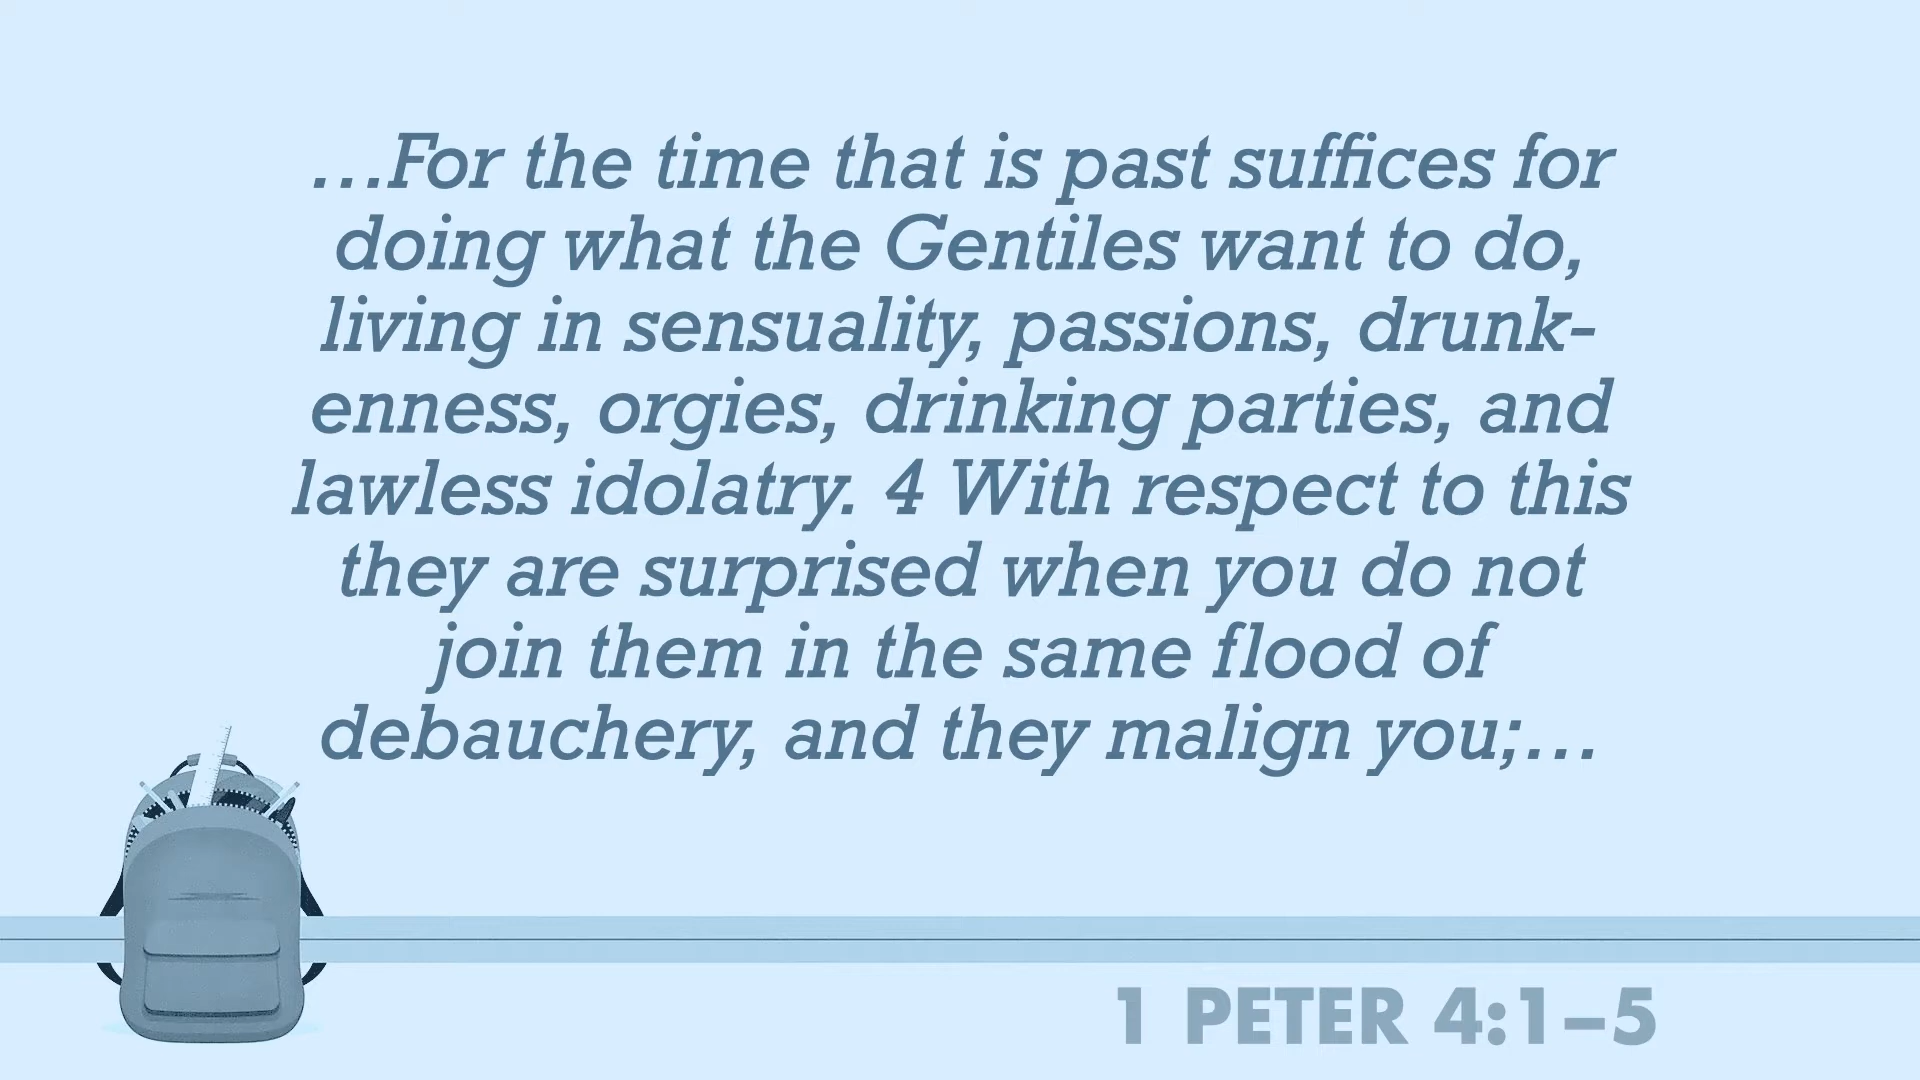 ...For the time that is past suffices for
doing what the Gentiles want to do,
living in sensuality, passions, drunk-
enness, orgies, drinking parties, and
lawless idolatry. 4 With respect to this
they are surprised when you do not
join them in the same flood of
debauchery, and they malign you;...
1 PETER 4:1–5